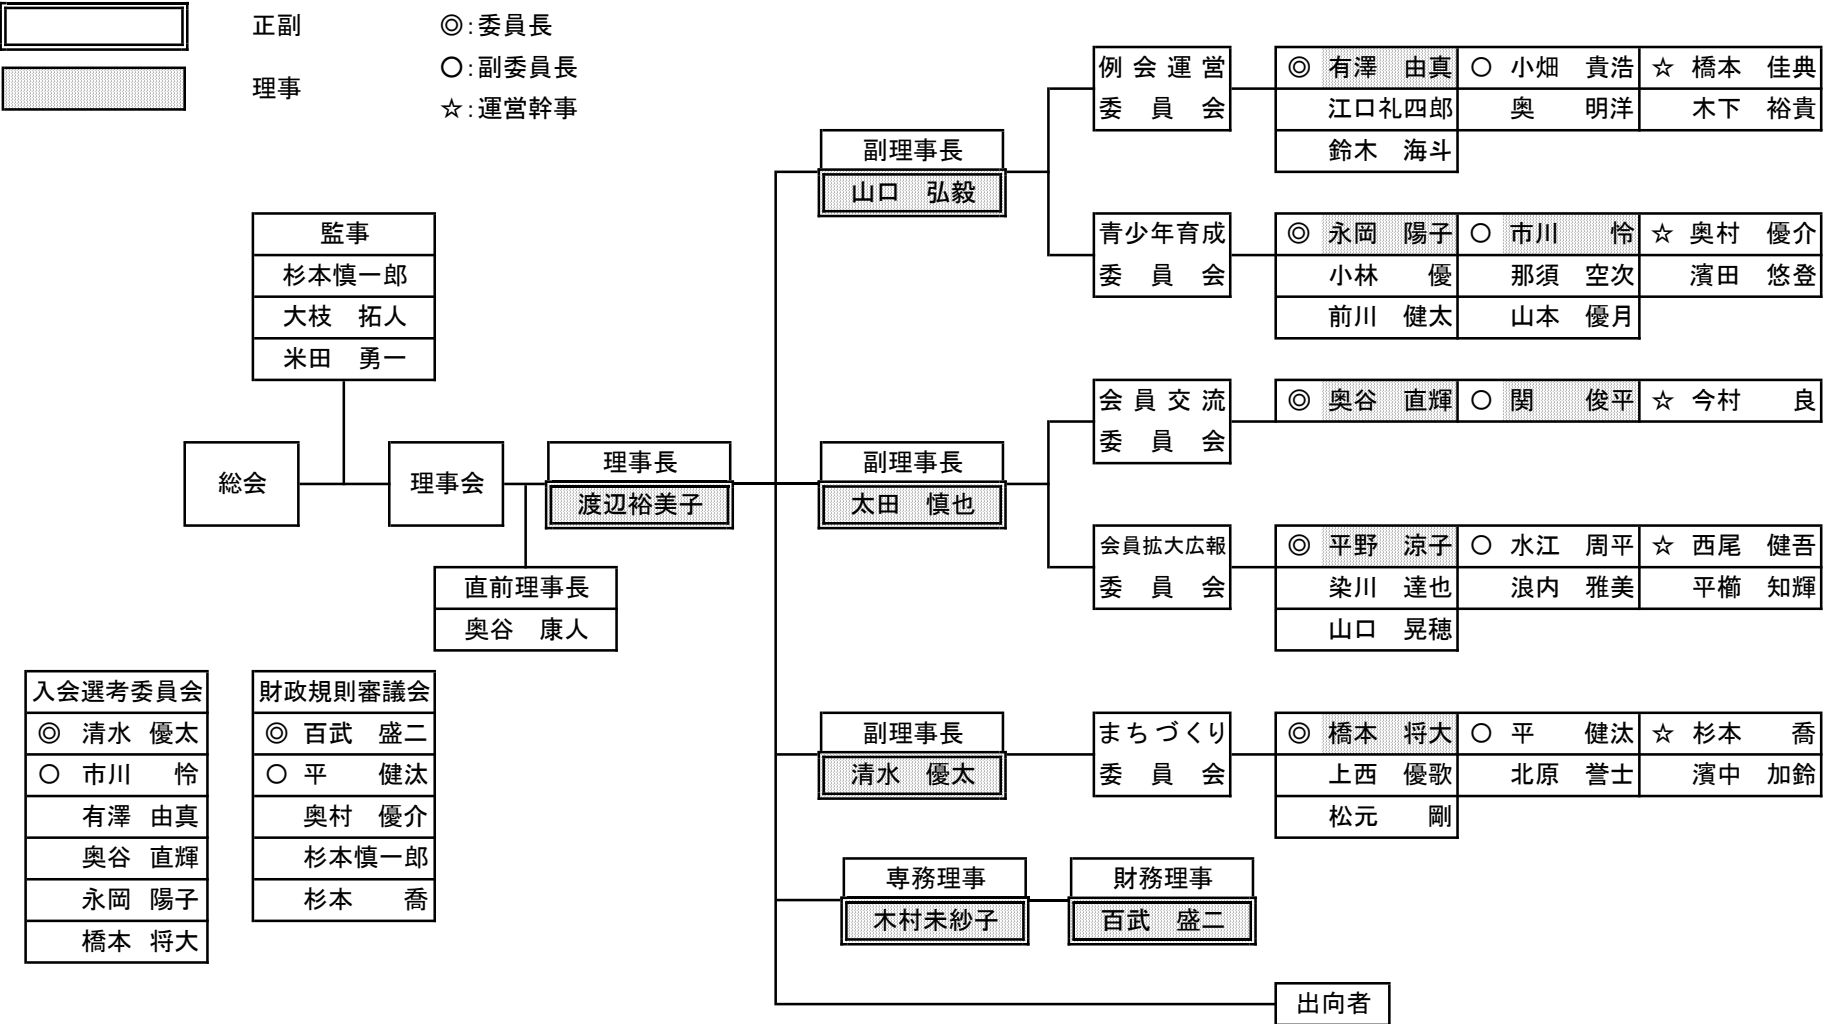 正副
理事
◎:委員長
○:副委員長
☆:運営幹事
監事
杉本慎一郎
大枝 拓人
米田 勇一
総会
理事会
理事長
渡辺裕美子
直前理事長
奥谷 康人
副理事長
山口 弘毅
例会運営
委員会
◎ 有澤 由真 ○ 小畑 貴浩 ☆ 橋本 佳典
江口礼四郎 奥 明洋 木下 裕貴
鈴木 海斗
青少年育成
委員会
◎ 永岡 陽子 ○ 市川 怜 ☆ 奥村 優介
小林 優 那須 空次 濱田 悠登
前川 健太 山本 優月
副理事長
太田 慎也
会員交流
委員会
◎ 奥谷 直輝 ○ 関 俊平 ☆ 今村 良
会員拡大広報
委員会
◎ 平野 涼子 ○ 水江 周平 ☆ 西尾 健吾
染川 達也 浪内 雅美 平曛 知輝
山口 晃穂
副理事長
清水 優太
まちづくり
委員会
◎ 橋本 将大 ○ 平 健汰 ☆ 杉本 喬
上西 優歌 北原 誉士 濱中 加鈴
松元 剛
専務理事
木村未紗子
財務理事
百武 盛二
出向者
入会選考委員会
◎ 清水 優太
○ 市川 怜
有澤 由真
奥谷 直輝
永岡 陽子
橋本 将大
財政規則審議会
◎ 百武 盛二
○ 平 健汰
奥村 優介
杉本慎一郎
杉本 喬